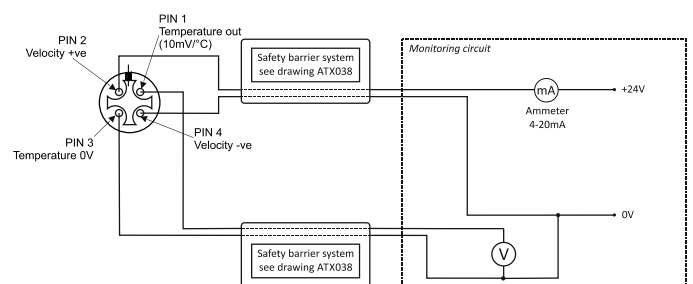 PIN 1
Temperature out
(10mV/°C)
PIN 2
Velocity +ve
Safety barrier system
see drawing ATX038
Monitoring circuit
mA
+24V
Ammeter
4-20mA
PIN 4
Velocity -ve
PIN 3
Temperature 0V
0V
Safety barrier system
see drawing ATX038
V